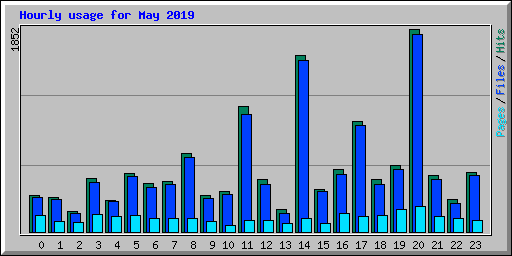 Hourly usage for May 2019
1852
Pages/Files/Hits
0 1 2 3 4 5 6 7 8 9 10 11 12 13 14 15 16 17 18 19 20 21 22 23